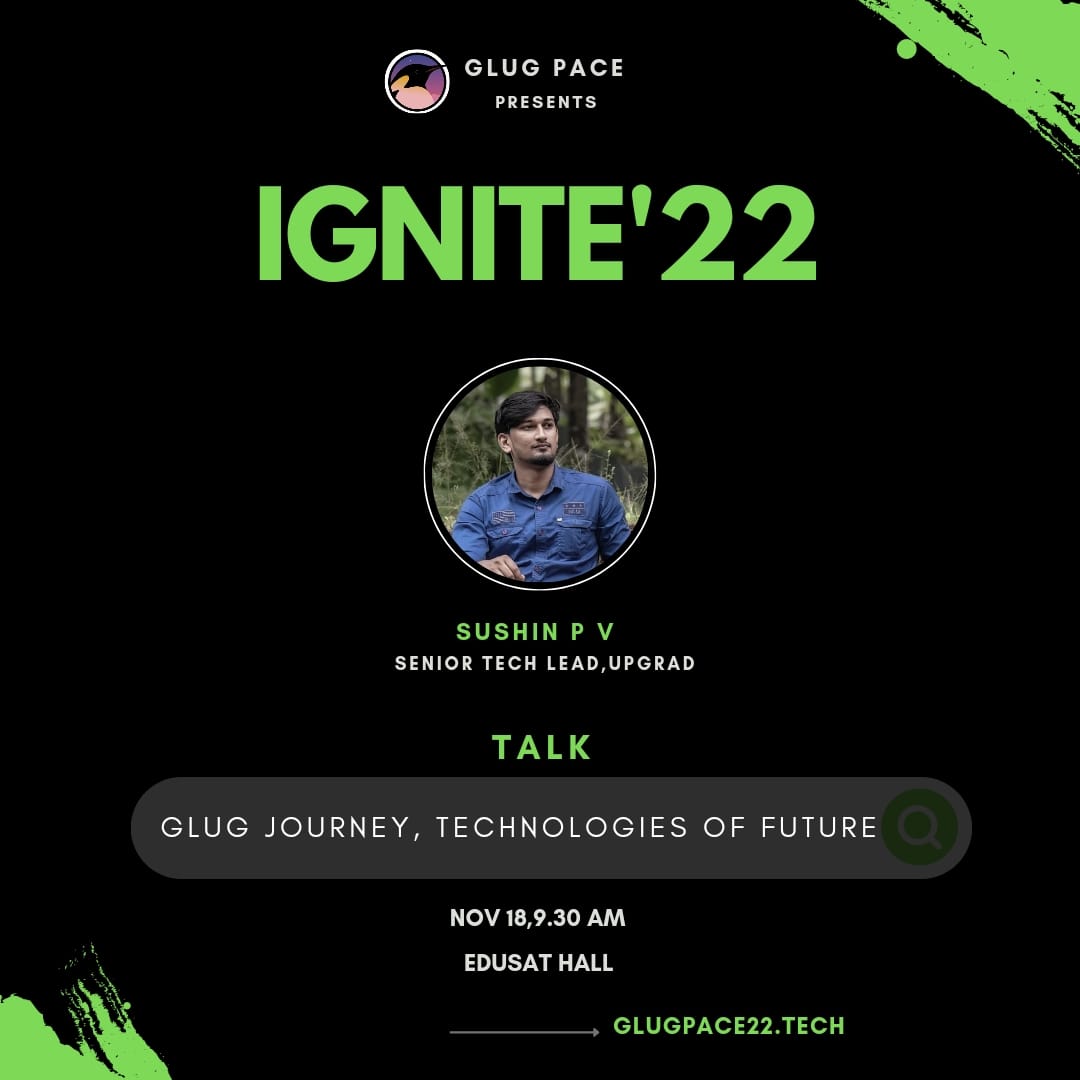 GLUG PACE
PRESENTS
IGNITE'22
SUSHIN P V
SENIOR TECH LEAD,UPGRAD
TALK
GLUG JOURNEY, TECHNOLOGIES OF FUTURE
NOV 18,9.30 AM
EDUSAT HALL
GLUGPACE22.TECH